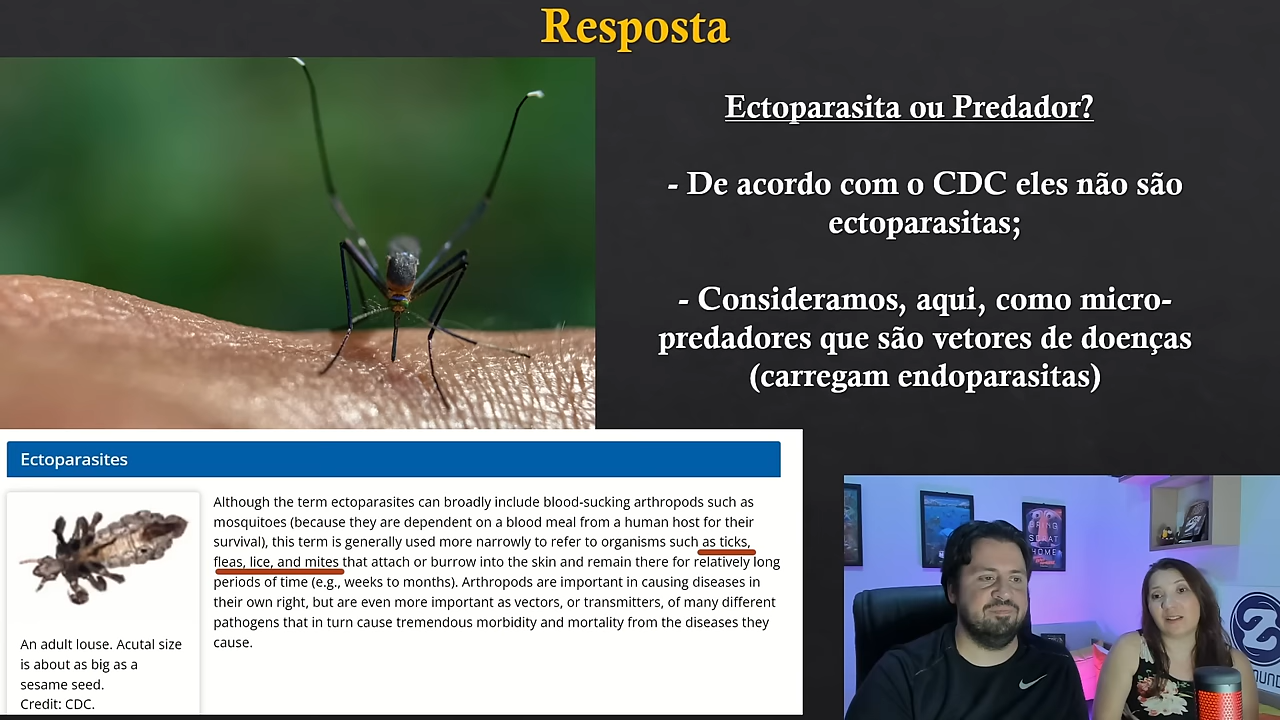 Resposta
Ectoparasita ou Predador?
- De acordo com o CDC eles não são
ectoparasitas;
- Consideramos, aqui, como micro-
predadores que são vetores de doenças
(carregam endoparasitas)
Ectoparasites
Although the term ectoparasites can broadly include blood-sucking arthropods such as
mosquitoes (because they are dependent on a blood meal from a human host for their
survival), this term is generally used more narrowly to refer to organisms such as ticks,
fleas, lice, and mites that attach or burrow into the skin and remain there for relatively long
periods of time (e.g., weeks to months). Arthropods are important in causing diseases in
their own right, but are even more important as vectors, or transmitters, of many different
pathogens that in turn cause tremendous morbidity and mortality from the diseases they
cause.
An adult louse. Acutal size
is about as big as a
sesame seed.
Credit: CDC.
HOME